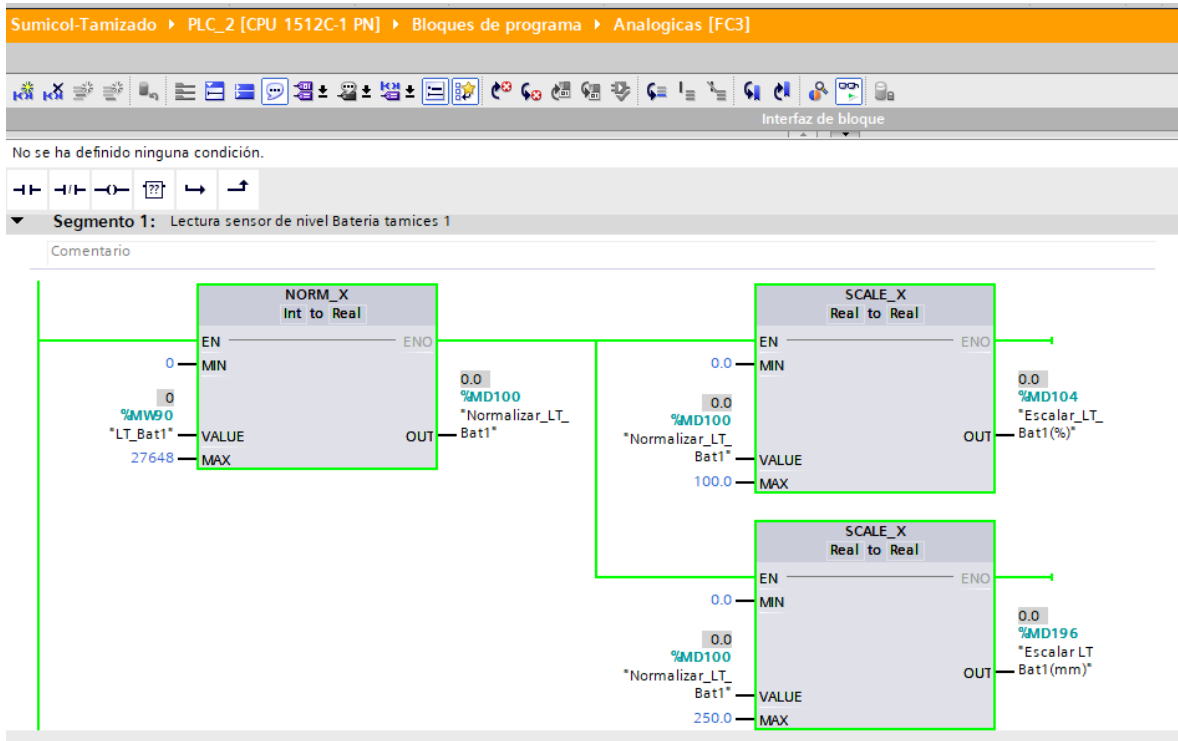 Sumicol-Tamizado ▸ PLC_2 [CPU 1512C-1 PN] ▸ Bloques de programa ▸ Analogicas [FC3]
Interfaz de bloque
No se ha definido ninguna condición.
??
Segmento 1: Lectura sensor de nivel Bateria tamices 1
Comentario
NORM_X
Int to Real
EN
ENO
0
MIN
0
%MW90
"LT_Bat1"
VALUE
27648
MAX
0.0
%MD100
"Normalizar_LT_
Bat1"
OUT
SCALE_X
Real to Real
EN
ENO
0.0
MIN
0.0
%MD100
"Normalizar_LT_
Bat1"
VALUE
100.0
MAX
0.0
%MD104
"Escalar_LT_
Bat1(%)"
OUT
SCALE_X
Real to Real
EN
ENO
0.0
MIN
0.0
%MD100
"Normalizar_LT_
Bat1"
VALUE
250.0
MAX
0.0
%MD196
"Escalar LT
Bat1(mm)"
OUT